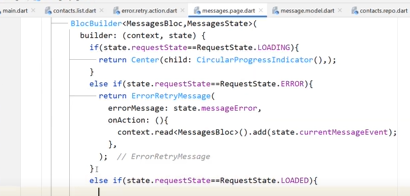 main.dart × contacts.list.dart × error.retry.action.dart × messages.page.dart × message.model.dart × contacts.repo.dart ×
BlocBuilder<MessagesBloc,MessagesState>(
builder: (context, state) {
if(state.requestState==RequestState.LOADING){
return Center(child: CircularProgressIndicator(),);
}
else if(state.requestState==RequestState.ERROR){
return ErrorRetryMessage(
errorMessage: state.messageError,
onAction: (){
context.read<MessagesBloc>().add(state.currentMessageEvent);
},
);  // ErrorRetryMessage
}
else if(state.requestState==RequestState.LOADED){